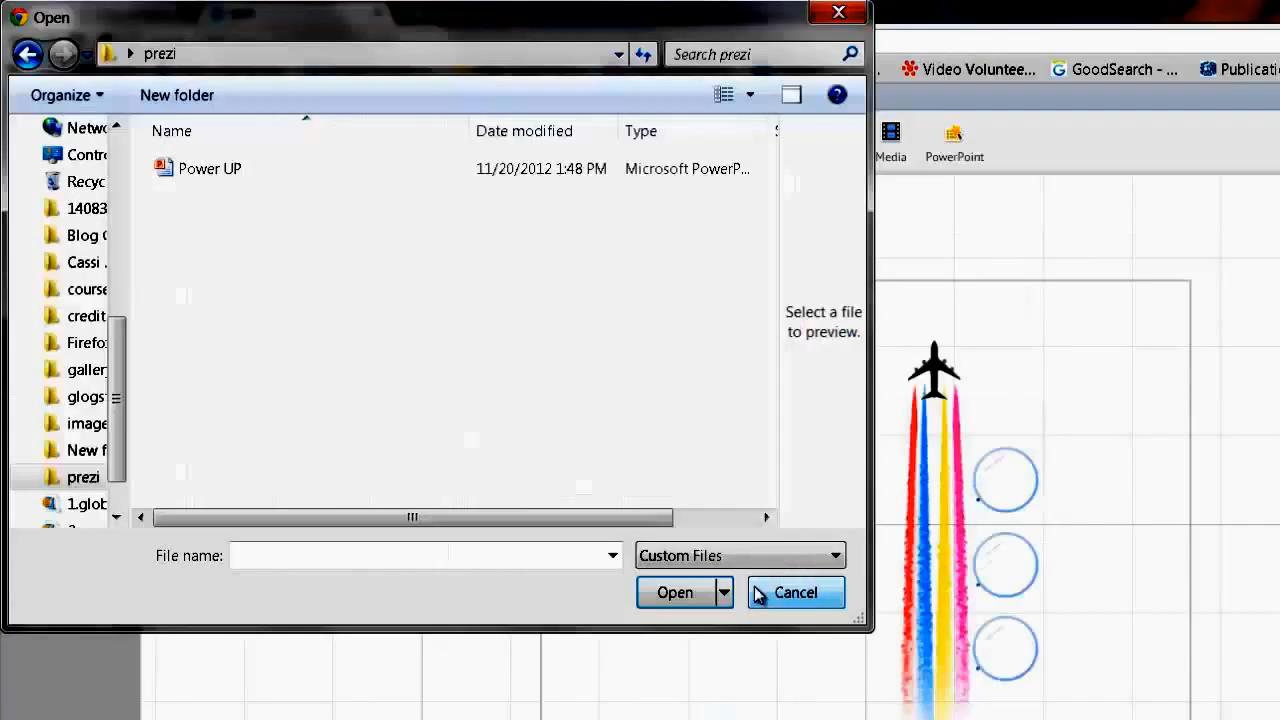 Open
prezi
Search prezi
Video Voluntee...
GoodSearch - ...
Publicati
Organize
New folder
Media
PowerPoint
Netwo
Contro
Recyc
14083
Blog
Cassi
course
credit
Firefo
galler
glogs
image
New f
prezi
1.glob
Name
Date modified
Type
Power UP
11/20/2012 1:48 PM
Microsoft PowerP...
Select a file
to preview.
File name:
Custom Files
Open
Cancel